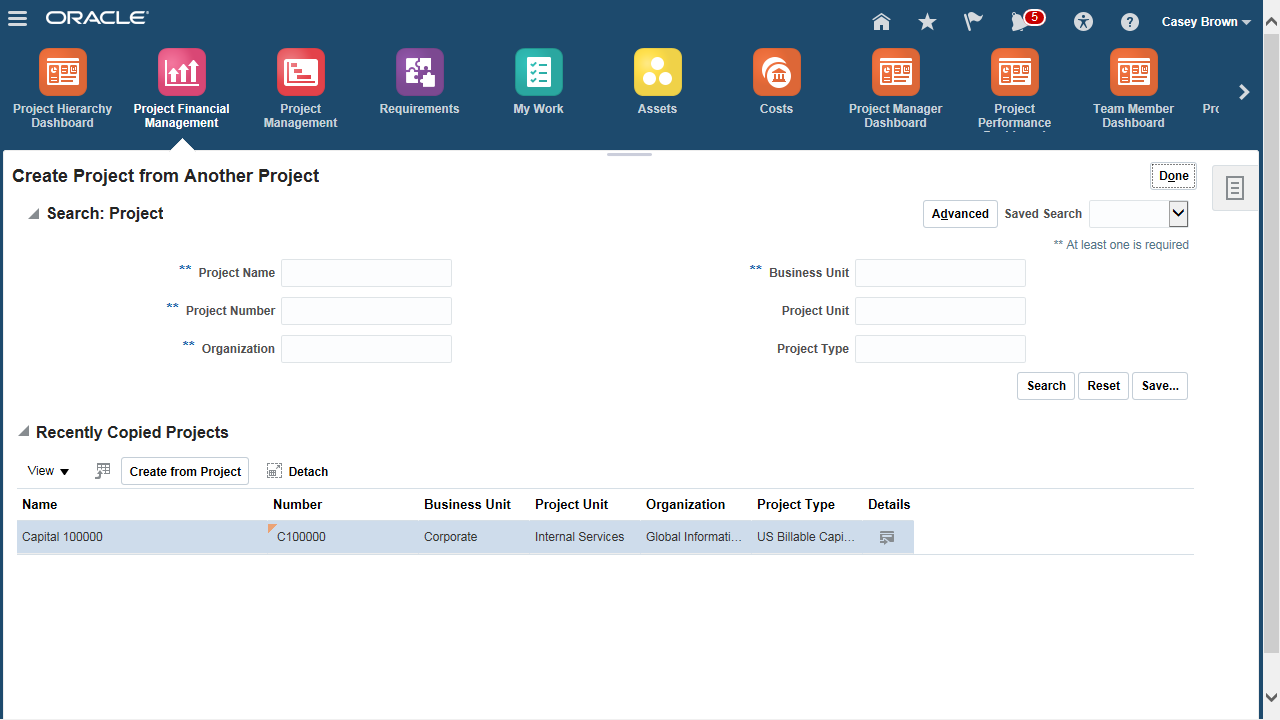 ORACLE
5
Casey Brown
Project Hierarchy
Dashboard
Project Financial
Management
Project
Management
Requirements
My Work
Assets
Costs
Project Manager
Dashboard
Project
Performance
Team Member
Dashboard
Create Project from Another Project
Done
Search: Project
Advanced
Saved Search
** At least one is required
** Project Name
** Business Unit
** Project Number
Project Unit
** Organization
Project Type
Search Reset Save...
Recently Copied Projects
View Create from Project Detach
Name Number Business Unit Project Unit Organization Project Type Details
Capital 100000 C100000 Corporate Internal Services Global Informati... US Billable Capi...